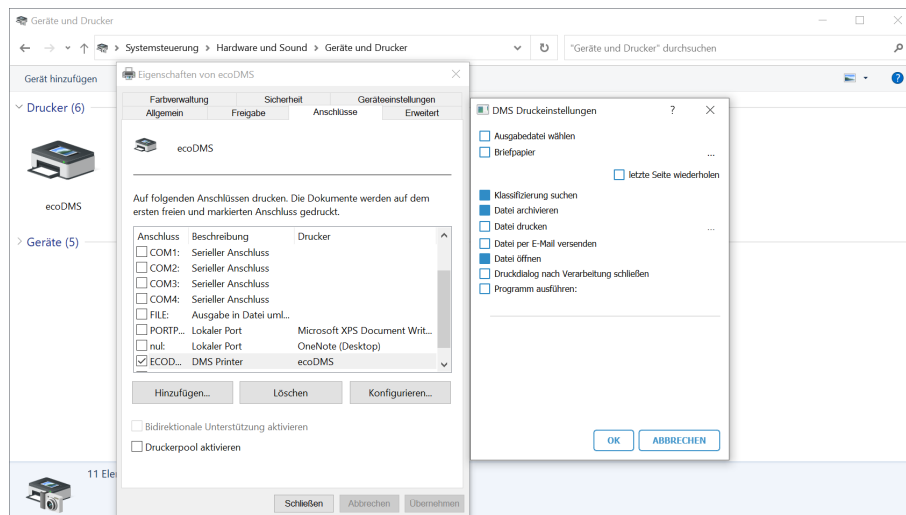 Geräte und Drucker
Systemsteuerung > Hardware und Sound > Geräte und Drucker
"Geräte und Drucker" durchsuchen
Gerät hinzufügen
Drucker (6)
ecoDMS
Geräte (5)
11 Ele
Eigenschaften von ecoDMS
Farbverwaltung Sicherheit Geräteeinstellungen
Allgemein Freigabe Anschlüsse Erweitert
ecoDMS
Auf folgenden Anschlüssen drucken. Die Dokumente werden auf dem
ersten freien und markierten Anschluss gedruckt.
Anschluss Beschreibung Drucker
COM1: Serieller Anschluss
COM2: Serieller Anschluss
COM3: Serieller Anschluss
COM4: Serieller Anschluss
FILE: Ausgabe in Datei uml...
PORTP... Lokaler Port Microsoft XPS Document Writ...
nul: Lokaler Port OneNote (Desktop)
ECOD... DMS Printer ecoDMS
Hinzufügen... Löschen Konfigurieren...
Bidirektionale Unterstützung aktivieren
Druckerpool aktivieren
Schließen Abbrechen Übernehmen
DMS Druckeinstellungen ?
Ausgabedatei wählen
Briefpapier ...
letzte Seite wiederholen
Klassifizierung suchen
Datei archivieren
Datei drucken ...
Datei per E-Mail versenden
Datei öffnen
Druckdialog nach Verarbeitung schließen
Programm ausführen:
OK ABBRECHEN